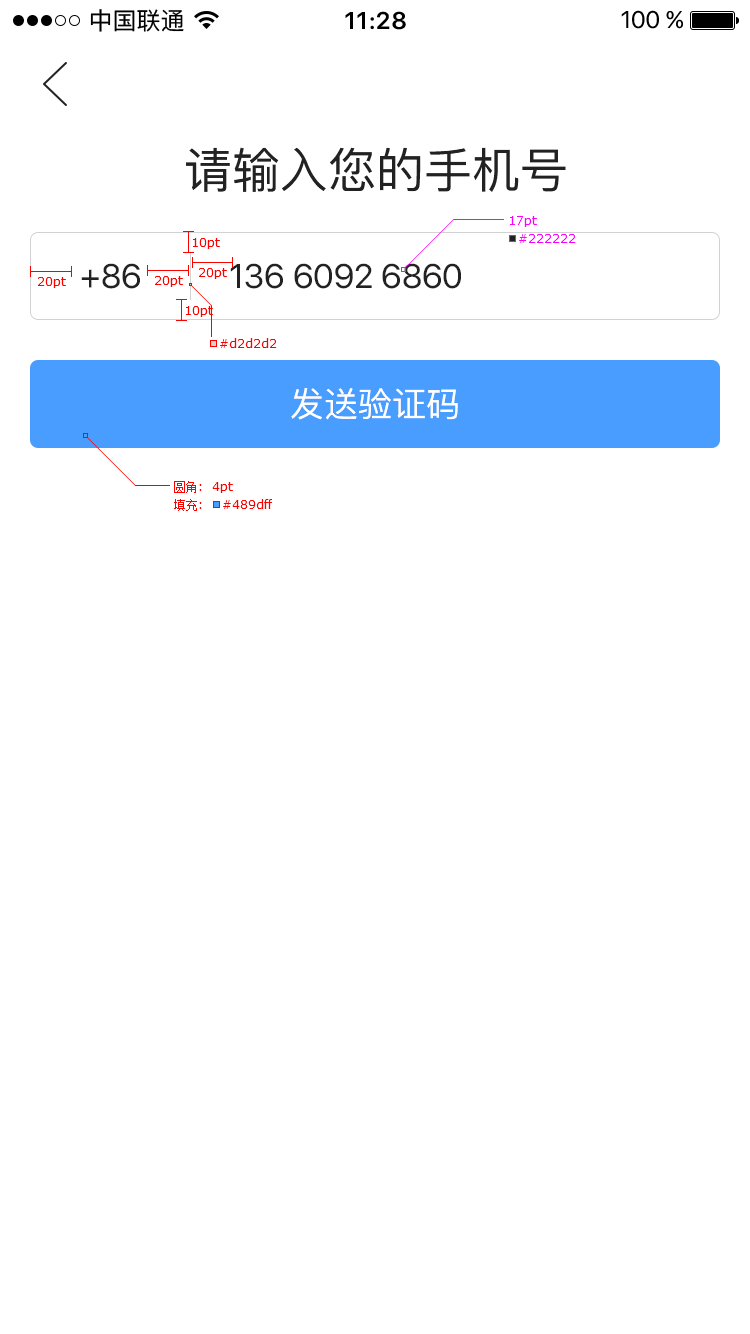 中国联通 11:28 100 %
请输入您的手机号
17pt
#222222
10pt
20pt +86 20pt 20pt 136 6092 6860
10pt
#d2d2d2
发送验证码
圆角: 4pt
填充: #489dff